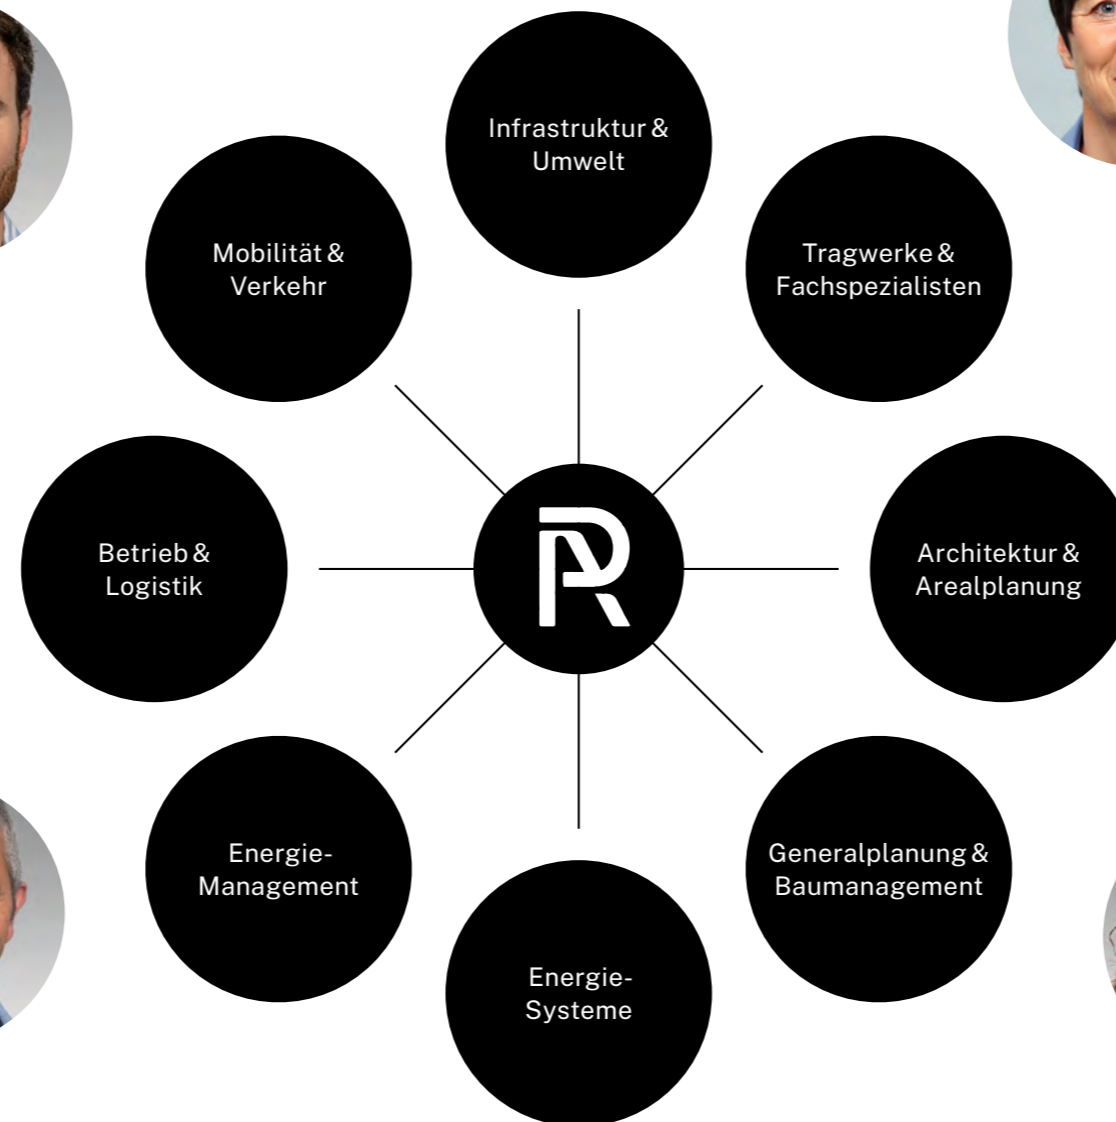 Infrastruktur &
Umwelt
Tragwerke &
Fachspezialisten
Architektur &
Arealplanung
Generalplanung &
Baumanagement
Energie-
Systeme
Energie-
Management
Betrieb &
Logistik
Mobilität &
Verkehr